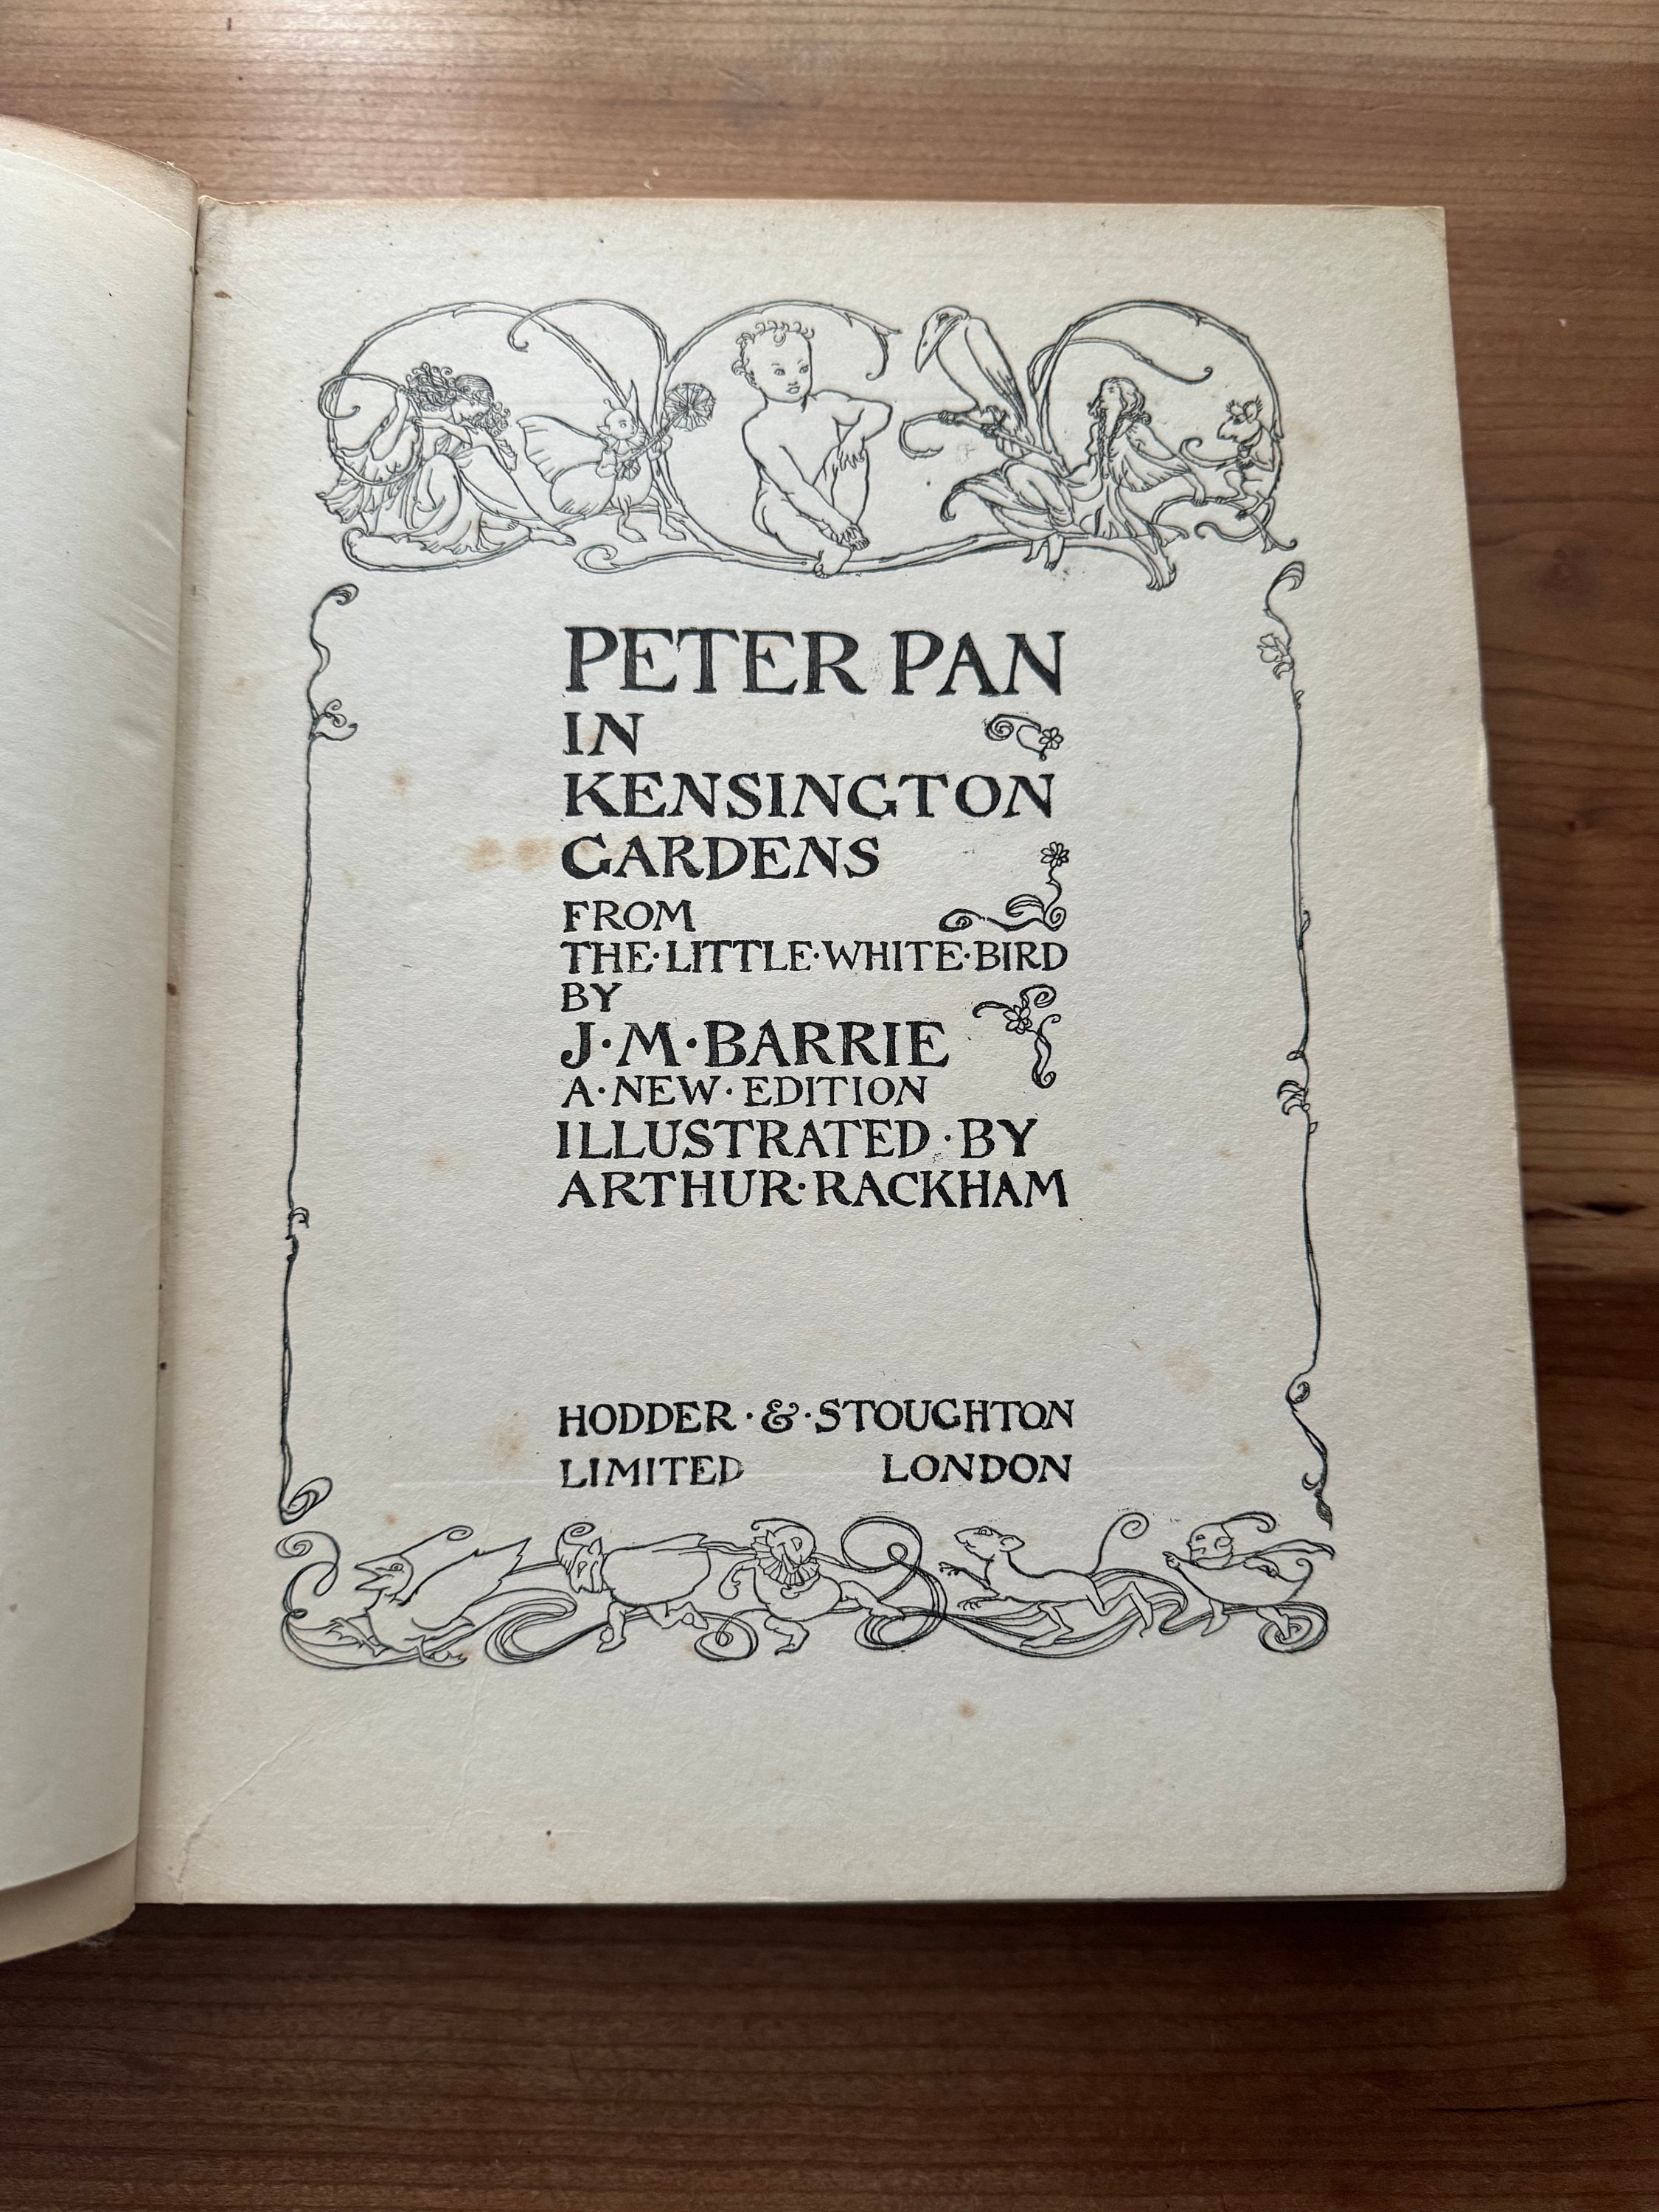 PETER PAN
IN
KENSINGTON
GARDENS
FROM
THE·LITTLE·WHITE·BIRD
BY
J·M·BARRIE
A·NEW·EDITION
ILLUSTRATED·BY
ARTHUR·RACKHAM
HODDER·&·STOUGHTON
LIMITED LONDON